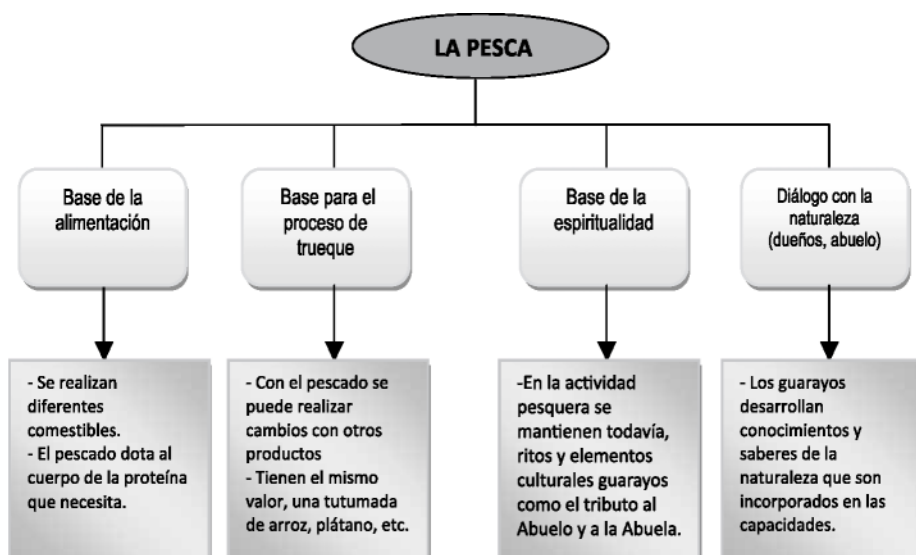 LA PESCA
Base de la
alimentación
Base para el
proceso de
trueque
Base de la
espiritualidad
Diálogo con la
naturaleza
(dueños, abuelo)
- Se realizan
diferentes
comestibles.
- El pescado dota al
cuerpo de la proteína
que necesita.
- Con el pescado se
puede realizar
cambios con otros
productos
- Tienen el mismo
valor, una tutumada
de arroz, plátano, etc.
-En la actividad
pesquera se
mantienen todavía,
ritos y elementos
culturales guarayos
como el tributo al
Abuelo y a la Abuela.
- Los guarayos
desarrollan
conocimientos y
saberes de la
naturaleza que son
incorporados en las
capacidades.